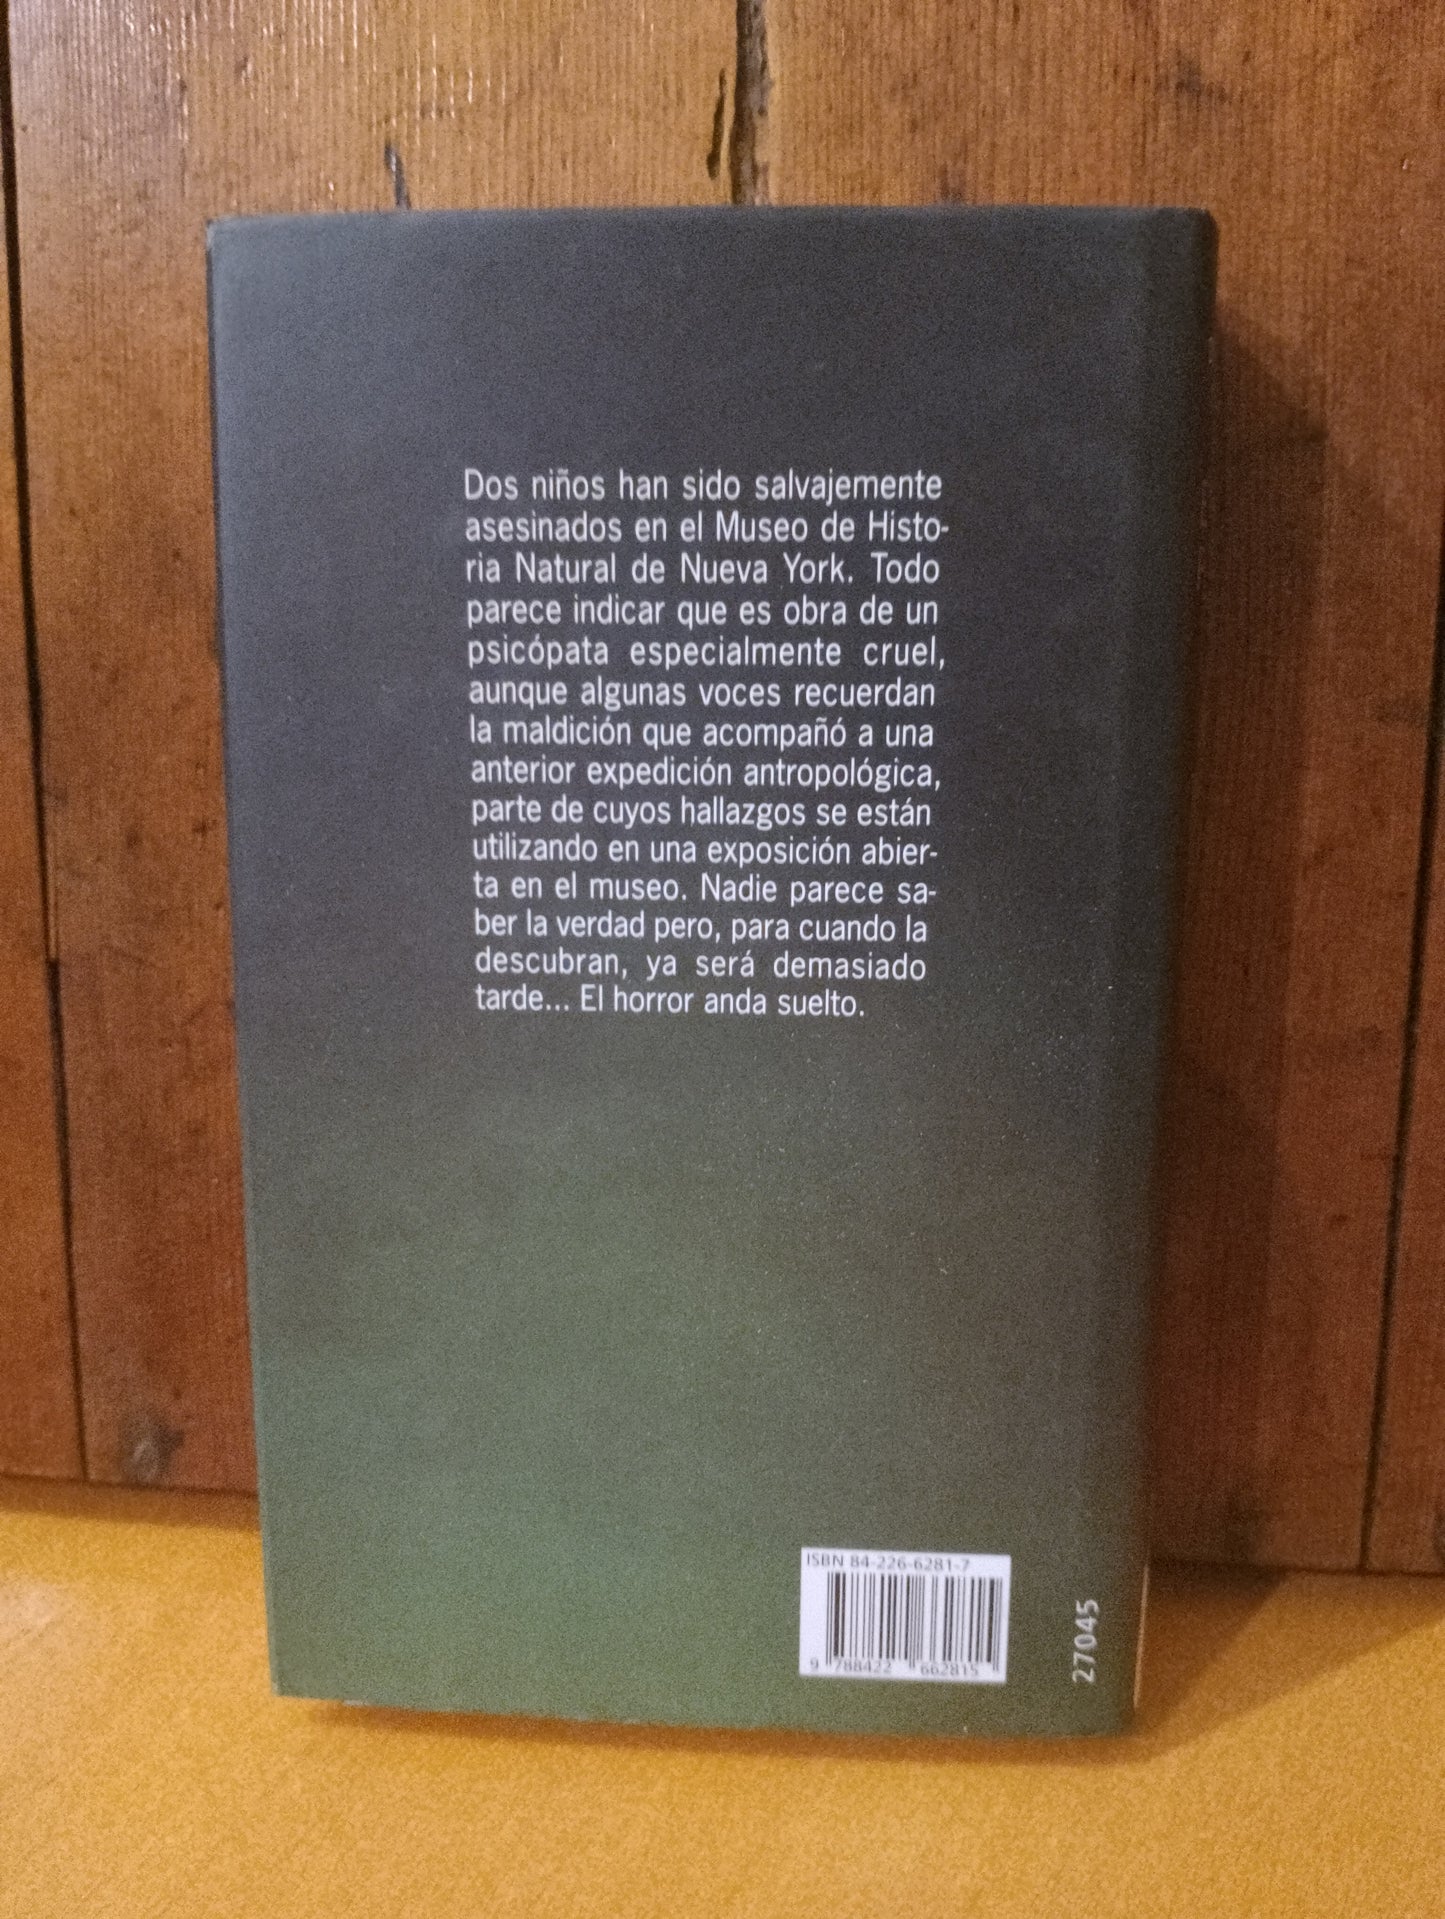 Dos niños han sido salvajemente
asesinados en el Museo de Histo-
ria Natural de Nueva York. Todo
parece indicar que es obra de un
psicópata especialmente cruel,
aunque algunas voces recuerdan
la maldición que acompañó a una
anterior expedición antropológica,
parte de cuyos hallazgos se están
utilizando en una exposición abier-
ta en el museo. Nadie parece sa-
ber la verdad pero, para cuando la
descubran, ya será demasiado
tarde... El horror anda suelto.
ISBN 84-226-6281-7
9 788422 662815
27045